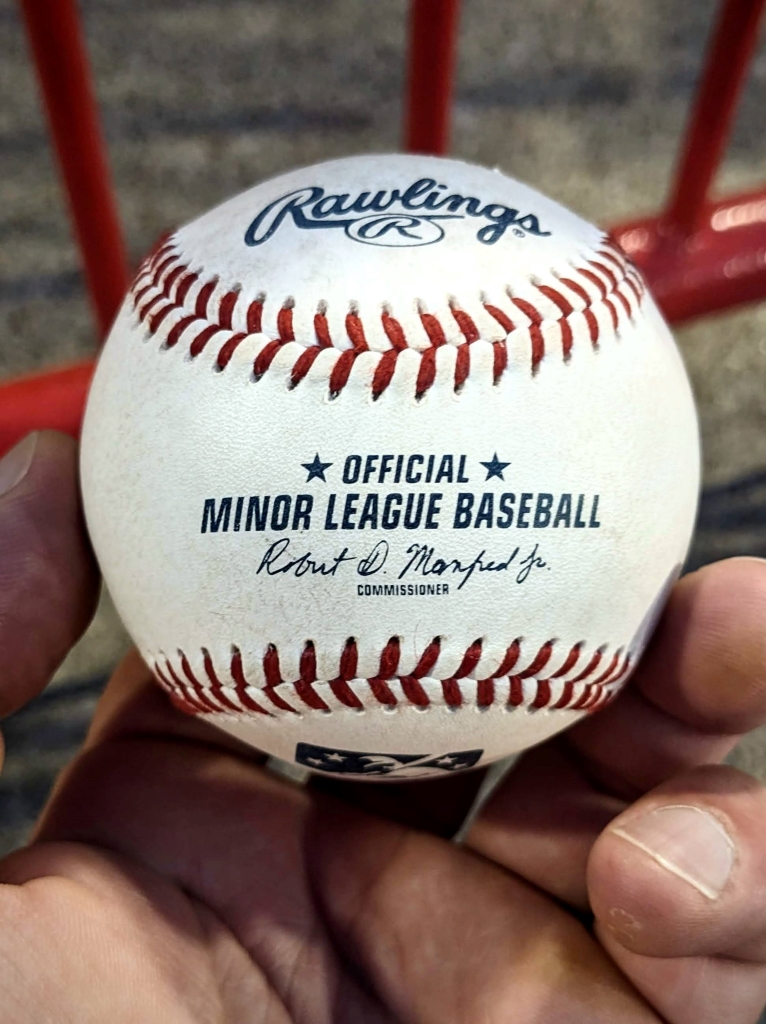 Rawlings®
R
★ OFFICIAL ★
MINOR LEAGUE BASEBALL
Robert D. Manfred Jr.
COMMISSIONER